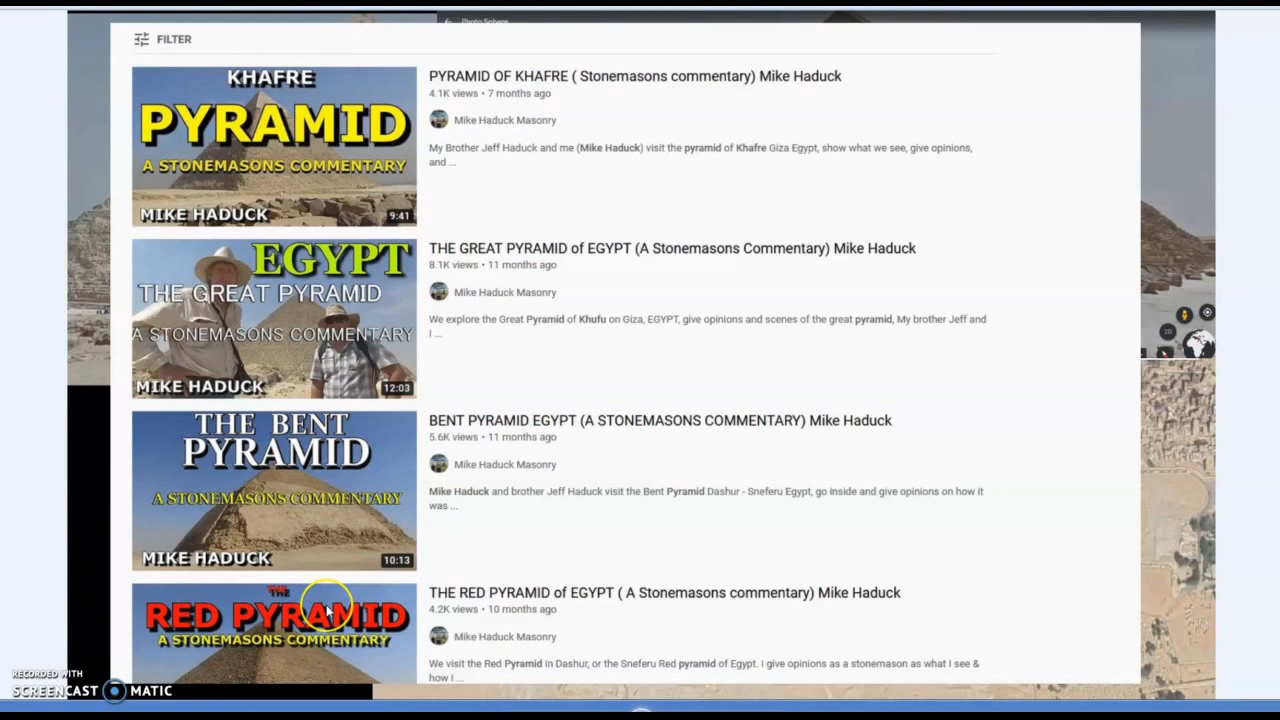 Photo Sphere
FILTER
KHAFRE
PYRAMID
A STONEMASONS COMMENTARY
MIKE HADUCK
9:41
PYRAMID OF KHAFRE ( Stonemasons commentary) Mike Haduck
4.1K views • 7 months ago
Mike Haduck Masonry
My Brother Jeff Haduck and me (Mike Haduck) visit the pyramid of Khafre Giza Egypt, show what we see, give opinions,
and ...
EGYPT
THE GREAT PYRAMID
A STONEMASONS COMMENTARY
MIKE HADUCK
12:03
THE GREAT PYRAMID of EGYPT (A Stonemasons Commentary) Mike Haduck
8.1K views • 11 months ago
Mike Haduck Masonry
We explore the Great Pyramid of Khufu on Giza, EGYPT, give opinions and scenes of the great pyramid, My brother Jeff and
I ...
2D
THE BENT
PYRAMID
A STONEMASONS COMMENTARY
MIKE HADUCK
10:13
BENT PYRAMID EGYPT (A STONEMASONS COMMENTARY) Mike Haduck
5.6K views • 11 months ago
Mike Haduck Masonry
Mike Haduck and brother Jeff Haduck visit the Bent Pyramid Dashur - Sneferu Egypt, go inside and give opinions on how it
was ...
THE
RED PYRAMID
A STONEMASONS COMMENTARY
THE RED PYRAMID of EGYPT ( A Stonemasons commentary) Mike Haduck
4.2K views • 10 months ago
Mike Haduck Masonry
We visit the Red Pyramid in Dashur, or the Sneferu Red pyramid of Egypt. I give opinions as a stonemason as what I see &
how I ...
RECORDED WITH
SCREENCAST MATIC